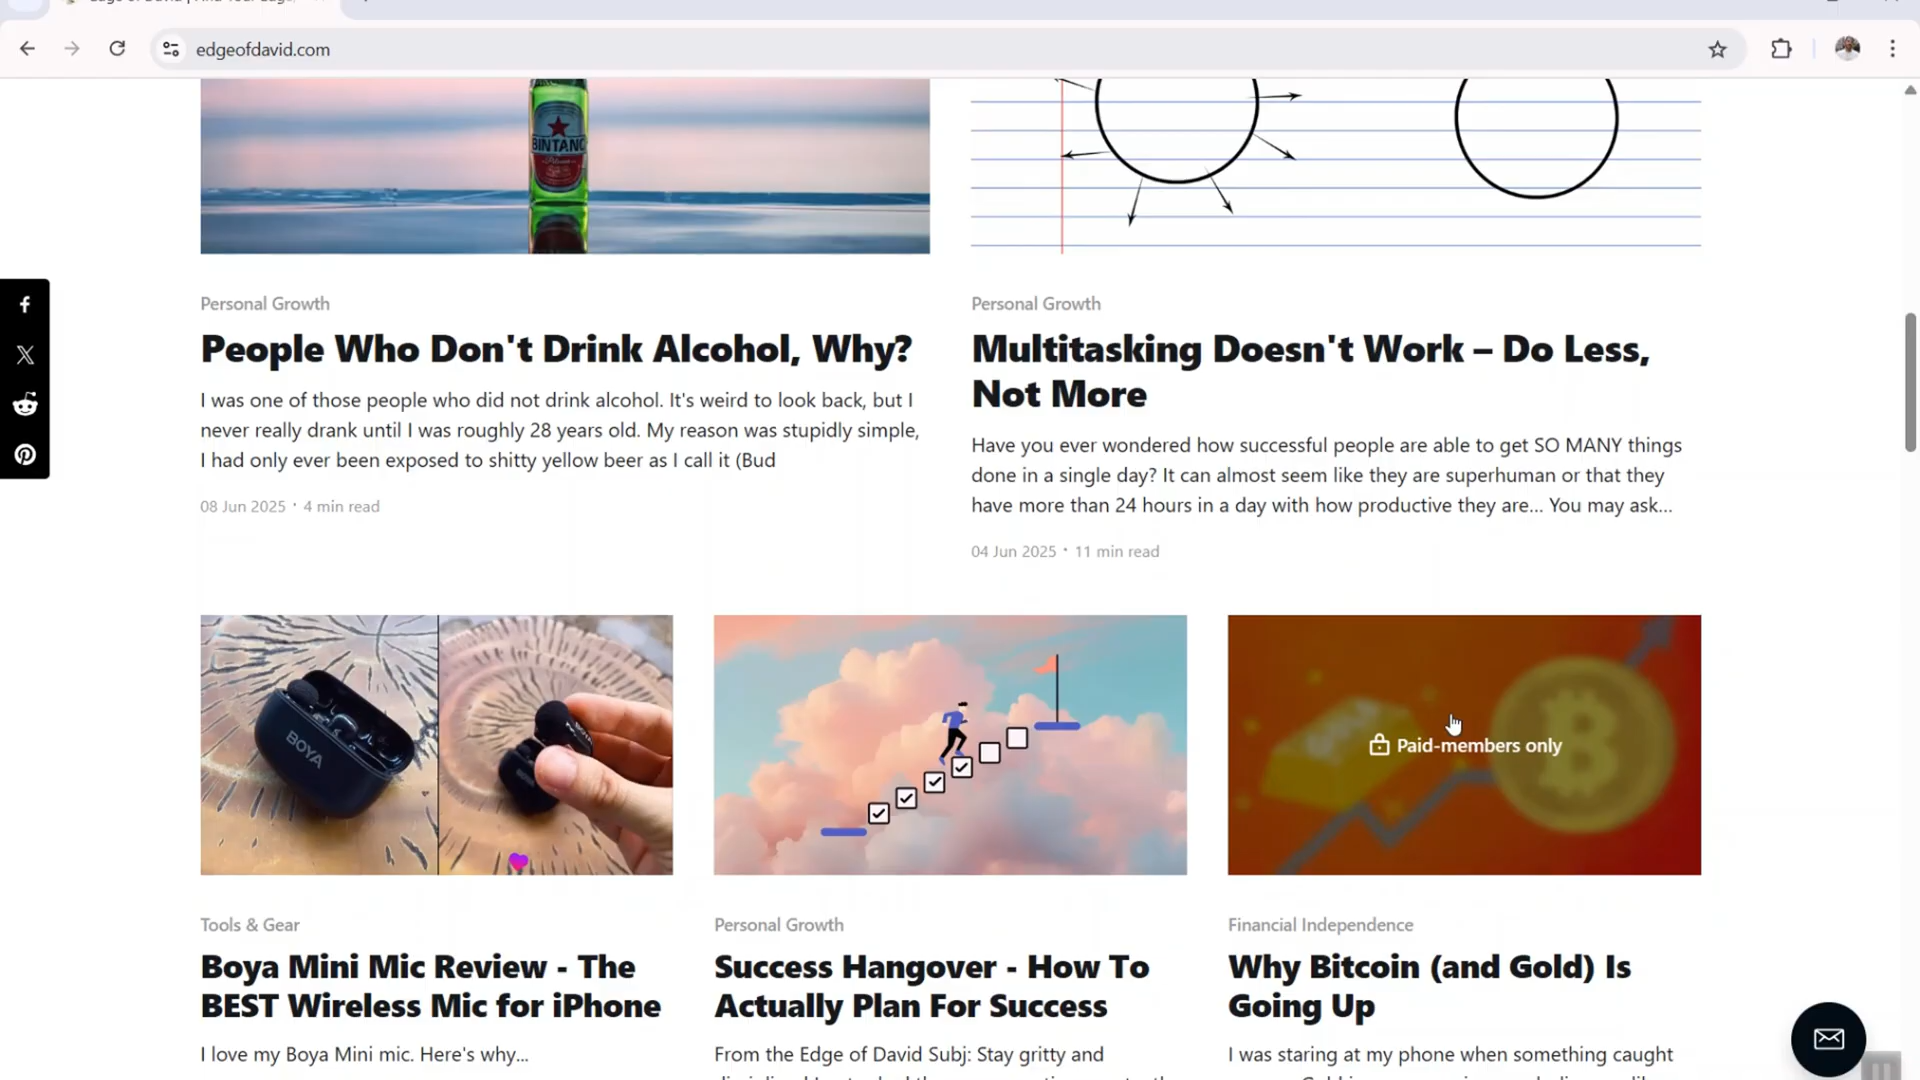 edgeofdavid.com
BINTANG
Personal Growth
People Who Don't Drink Alcohol, Why?
I was one of those people who did not drink alcohol. It's weird to look back, but I
never really drank until I was roughly 28 years old. My reason was stupidly simple,
I had only ever been exposed to shitty yellow beer as I call it (Bud
08 Jun 2025 • 4 min read
Personal Growth
Multitasking Doesn't Work – Do Less,
Not More
Have you ever wondered how successful people are able to get SO MANY things
done in a single day? It can almost seem like they are superhuman or that they
have more than 24 hours in a day with how productive they are... You may ask...
04 Jun 2025 • 11 min read
BOYA
Paid-members only
Tools & Gear
Boya Mini Mic Review - The
BEST Wireless Mic for iPhone
I love my Boya Mini mic. Here's why...
Personal Growth
Success Hangover - How To
Actually Plan For Success
From the Edge of David Subj: Stay gritty and
Financial Independence
Why Bitcoin (and Gold) Is
Going Up
I was staring at my phone when something caught